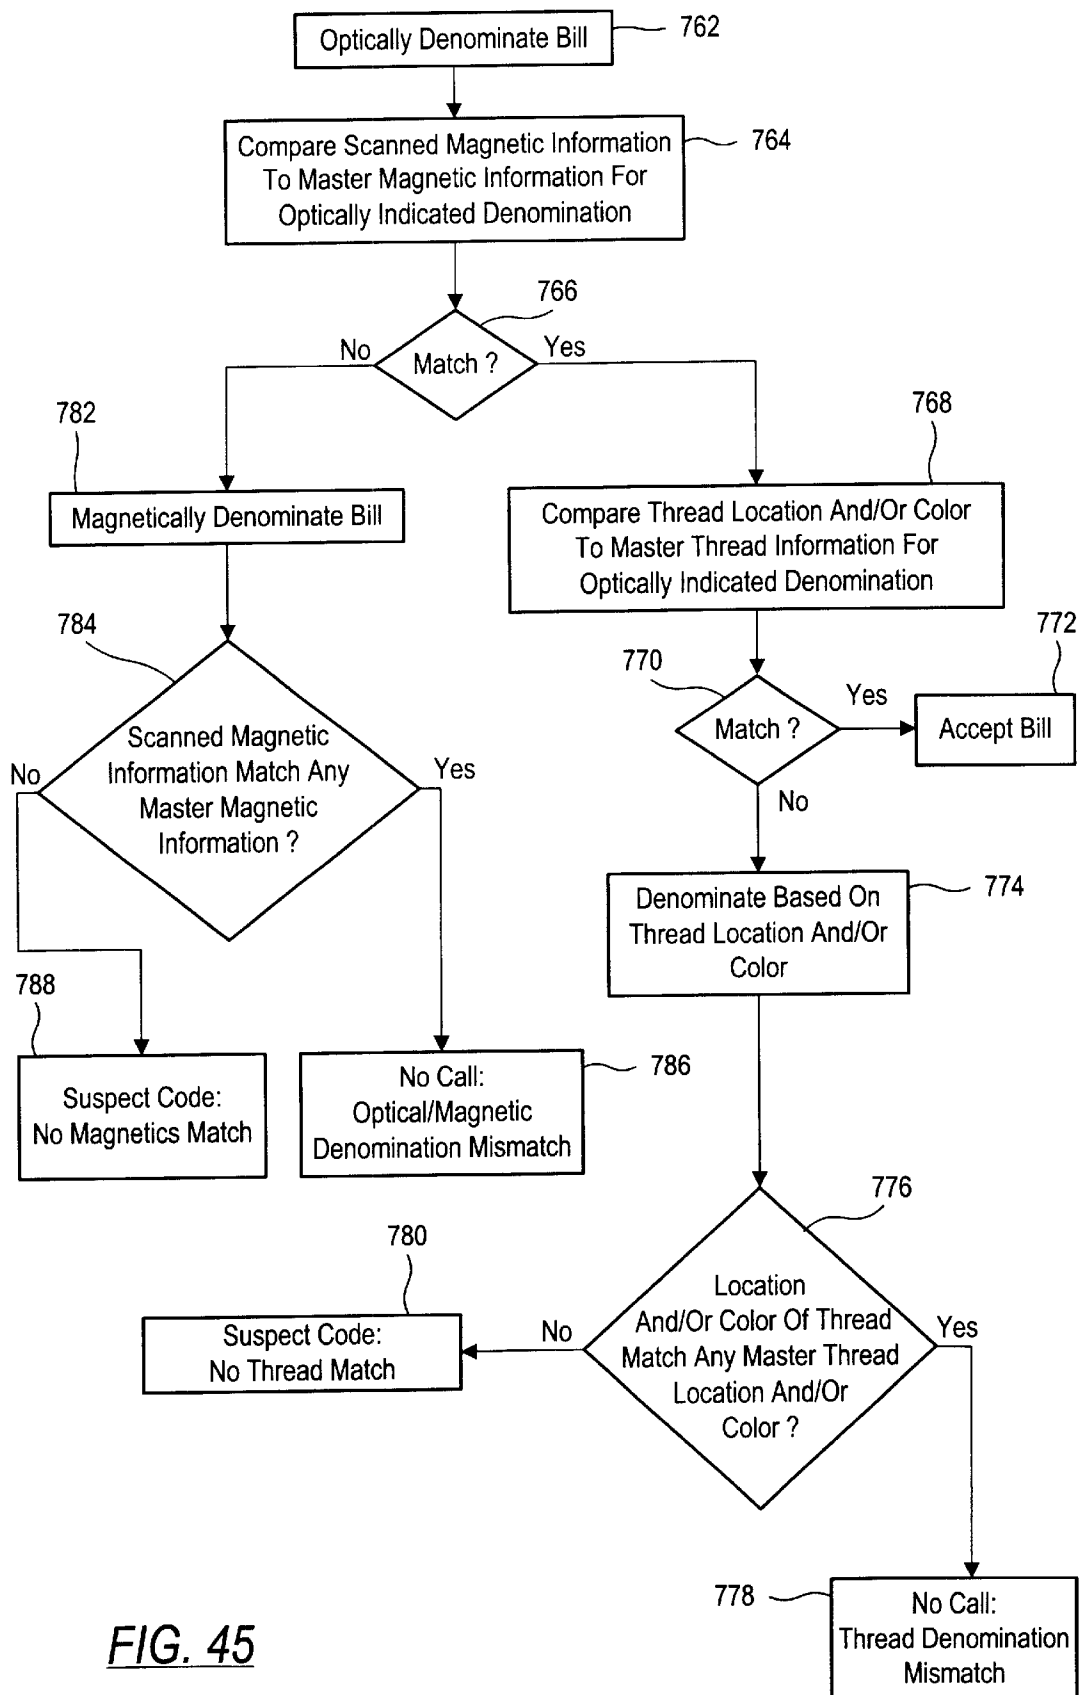 Optically Denominate Bill
762
Compare Scanned Magnetic Information
To Master Magnetic Information For
Optically Indicated Denomination
764
766
Match ?
No
Yes
782
Magnetically Denominate Bill
768
Compare Thread Location And/Or Color
To Master Thread Information For
Optically Indicated Denomination
784
Scanned Magnetic
Information Match Any
Master Magnetic
Information ?
No
Yes
770
Match ?
Yes
No
772
Accept Bill
774
Denominate Based On
Thread Location And/Or
Color
788
Suspect Code:
No Magnetics Match
No Call:
Optical/Magnetic
Denomination Mismatch
786
776
Location
And/Or Color Of Thread
Match Any Master Thread
Location And/Or
Color ?
No
Yes
780
Suspect Code:
No Thread Match
778
No Call:
Thread Denomination
Mismatch
FIG. 45